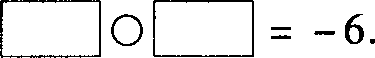 = -6.